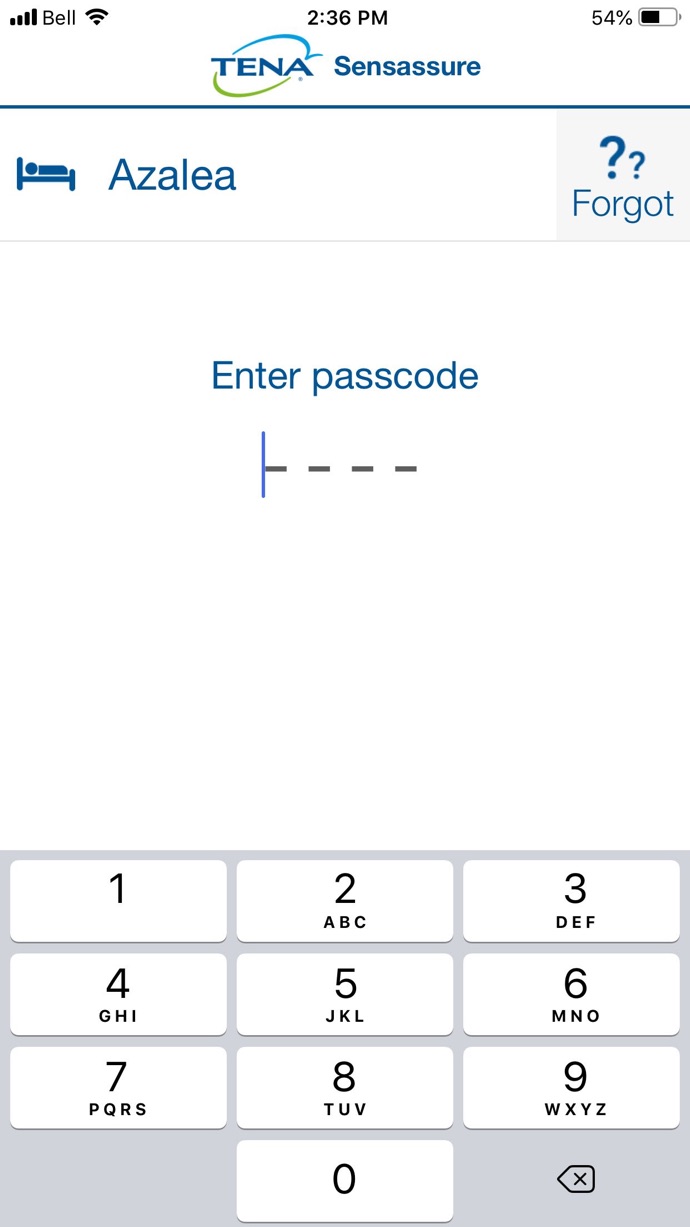 Bell 2:36 PM 54%
TENA Sensassure
Azalea
??
Forgot
Enter passcode
1 2 3
ABC DEF
4 5 6
GHI JKL MNO
7 8 9
PQRS TUV WXYZ
0